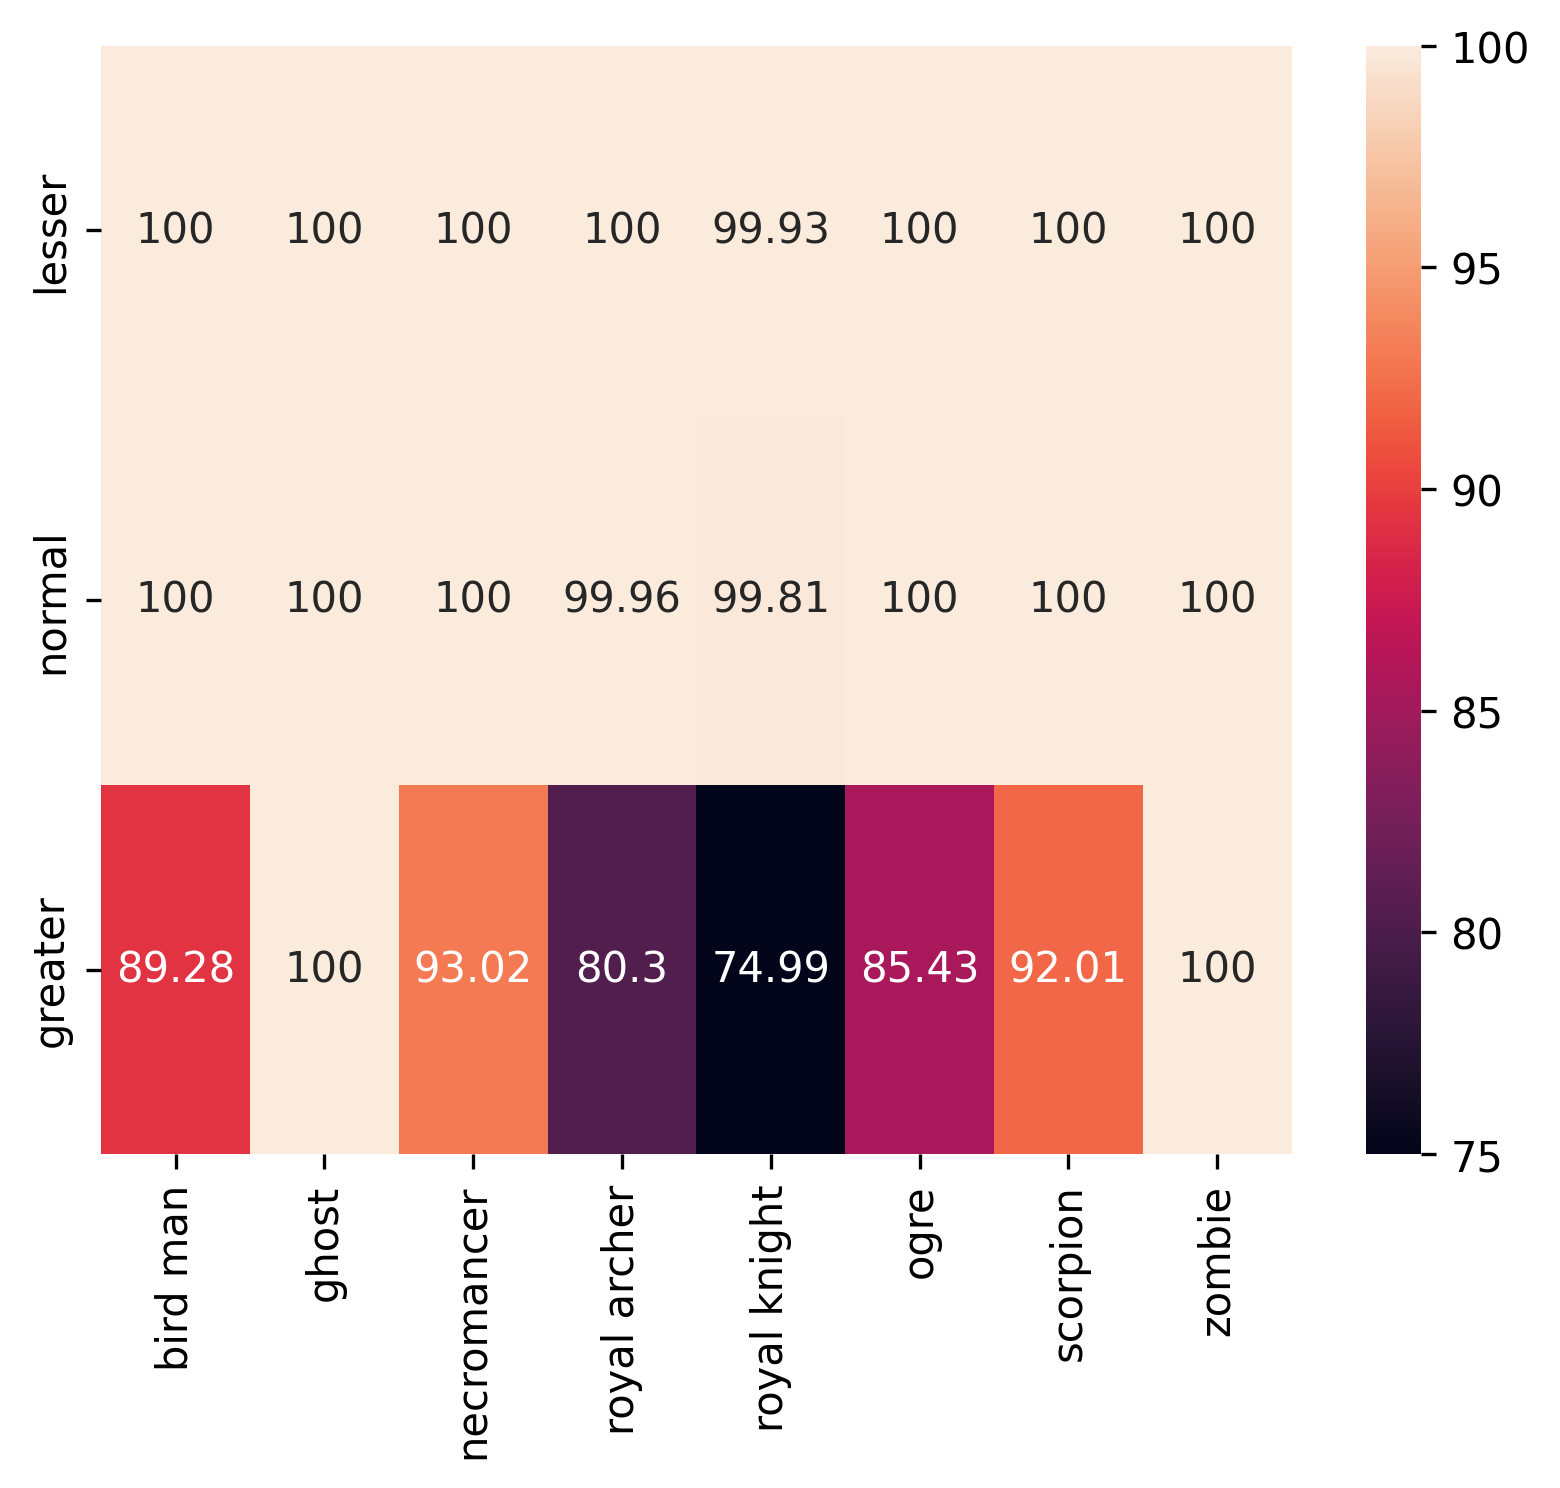 lesser
100 100 100 100 99.93 100 100 100
normal
100 100 100 99.96 99.81 100 100 100
greater
89.28 100 93.02 80.3 74.99 85.43 92.01 100
bird man
ghost
necromancer
royal archer
royal knight
ogre
scorpion
zombie
100
95
90
85
80
75